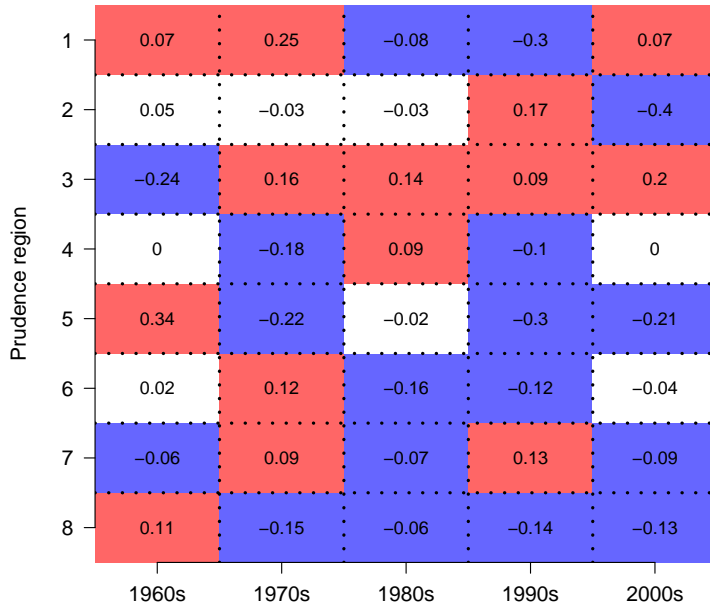 1 0.07 0.25 −0.08 −0.3 0.07
2 0.05 −0.03 −0.03 0.17 −0.4
3 −0.24 0.16 0.14 0.09 0.2
4 0 −0.18 0.09 −0.1 0
5 0.34 −0.22 −0.02 −0.3 −0.21
6 0.02 0.12 −0.16 −0.12 −0.04
7 −0.06 0.09 −0.07 0.13 −0.09
8 0.11 −0.15 −0.06 −0.14 −0.13
1960s 1970s 1980s 1990s 2000s
Prudence region